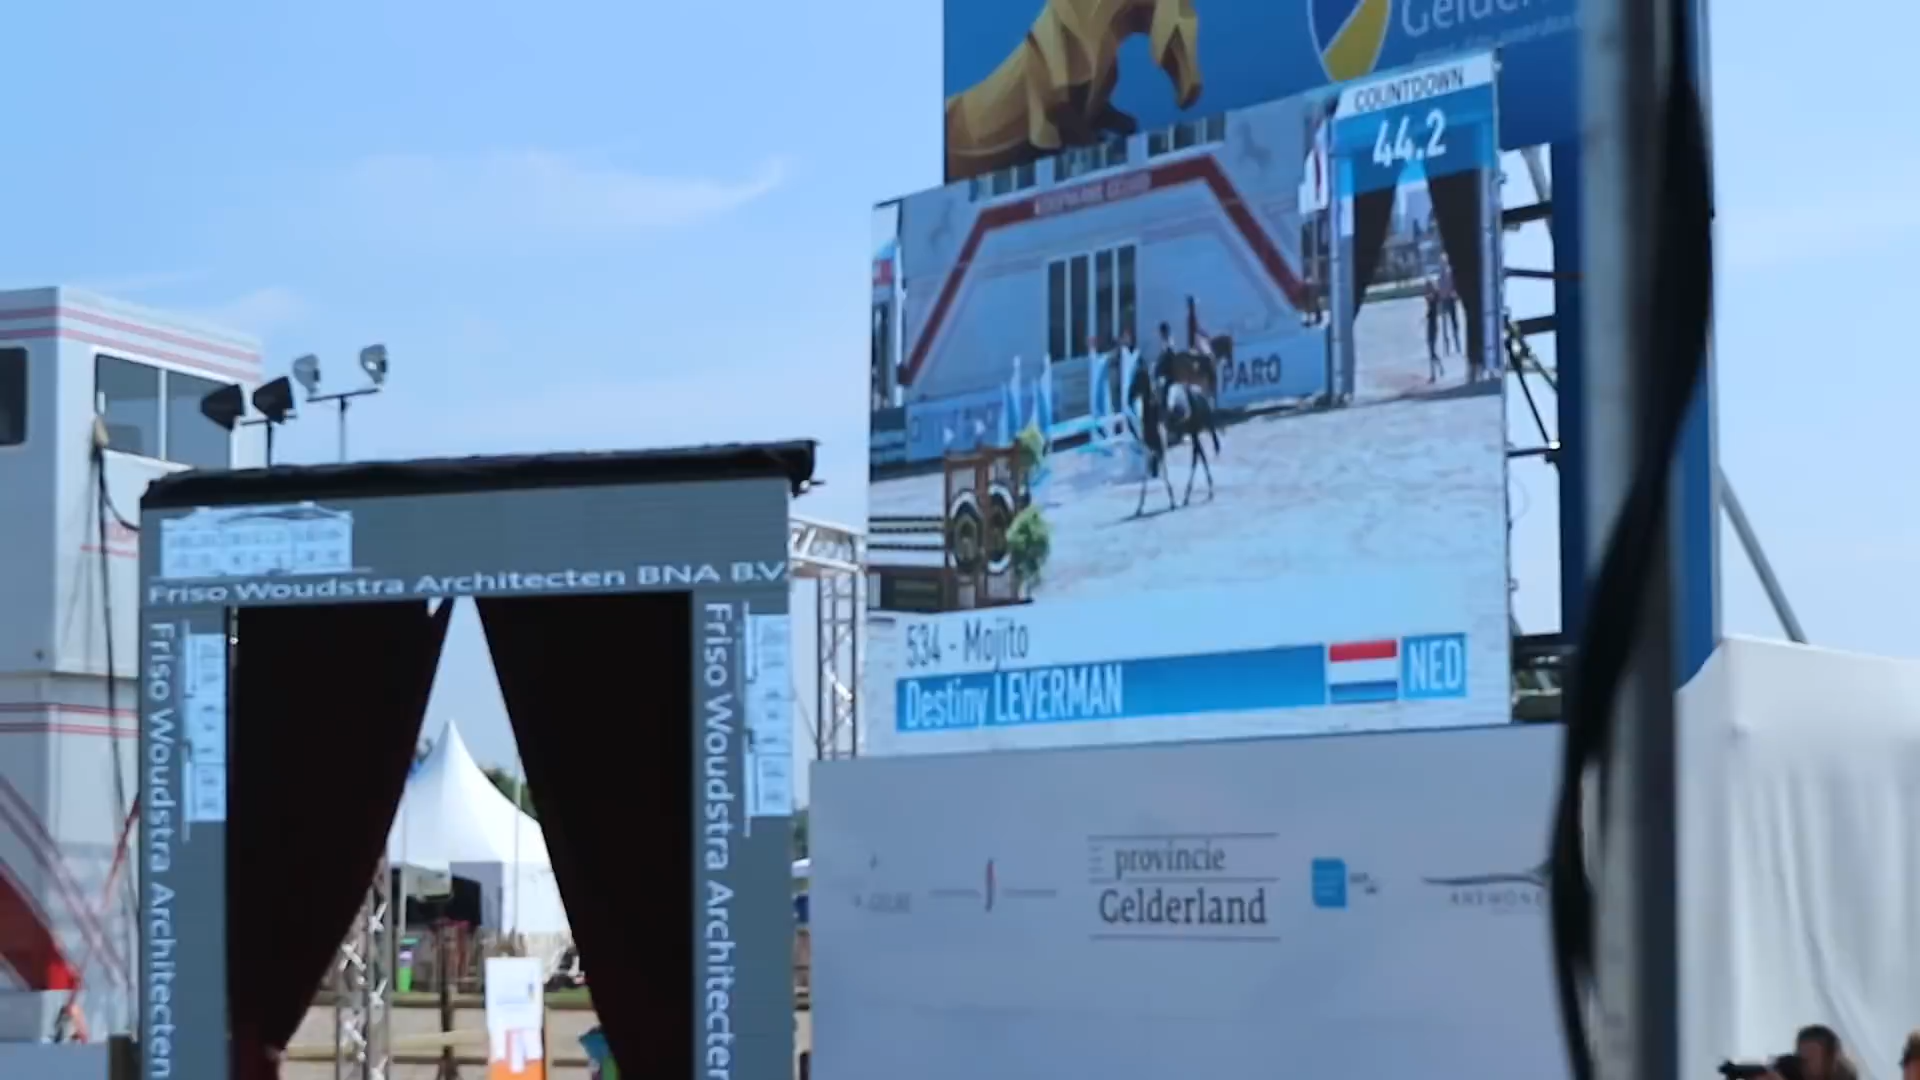 COUNTDOWN
44.2
PARO
534 - Mojito
Destiny LEVERMAN
NED
Friso Woudstra Architecten BNA B.V.
Friso Woudstra Architecten
Friso Woudstra Architecten
provincie
Gelderland